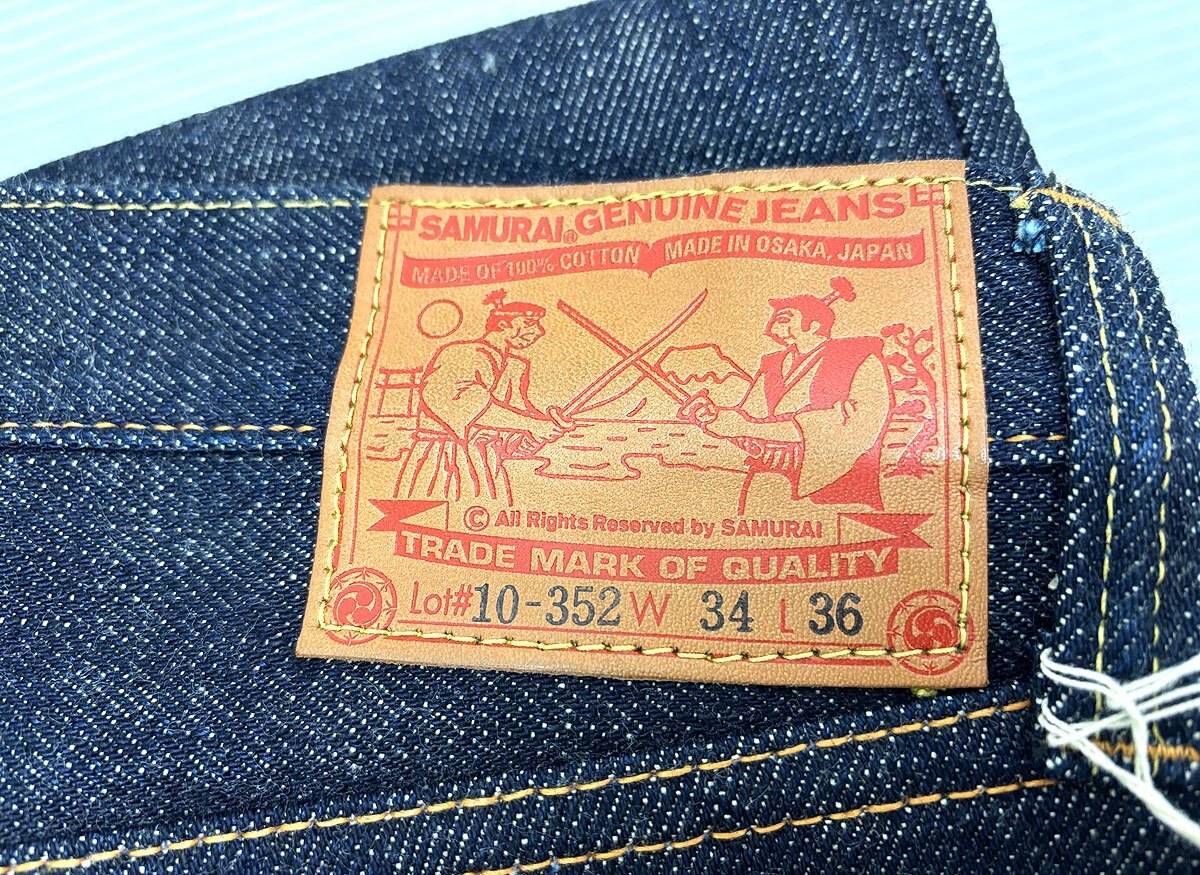 SAMURAI® GENUINE JEANS
MADE OF 100% COTTON MADE IN OSAKA, JAPAN
© All Rights Reserved by SAMURAI
TRADE MARK OF QUALITY
Lot# 10-352 W 34 L 36